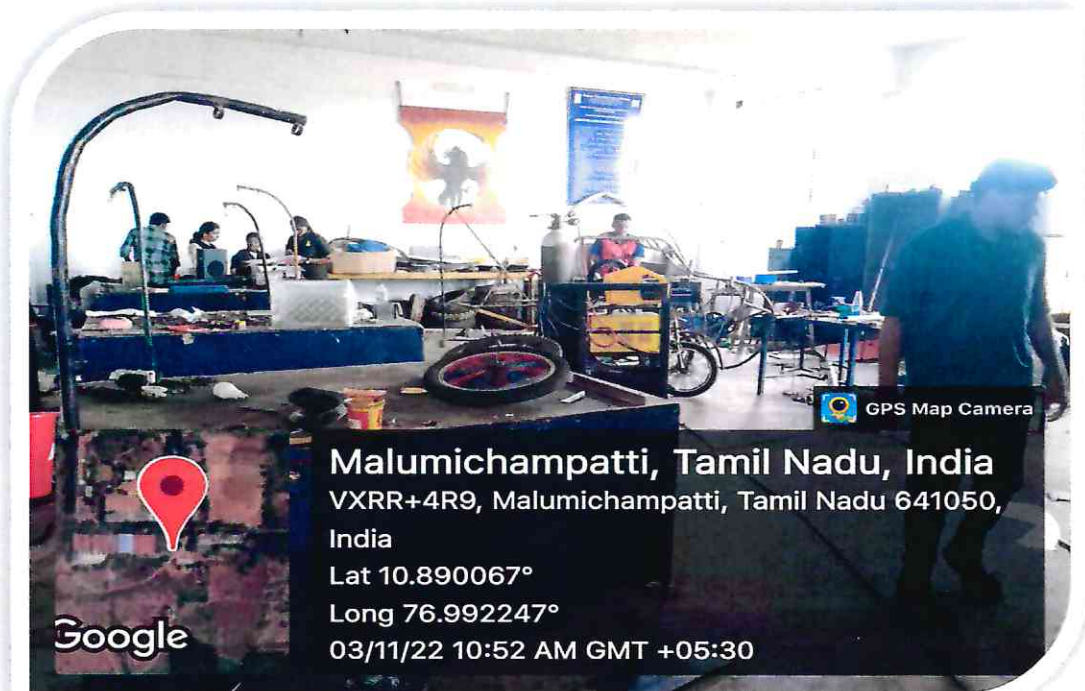 GPS Map Camera
Malumichampatti, Tamil Nadu, India
VXRR+4R9, Malumichampatti, Tamil Nadu 641050,
India
Lat 10.890067°
Long 76.992247°
03/11/22 10:52 AM GMT +05:30
Google